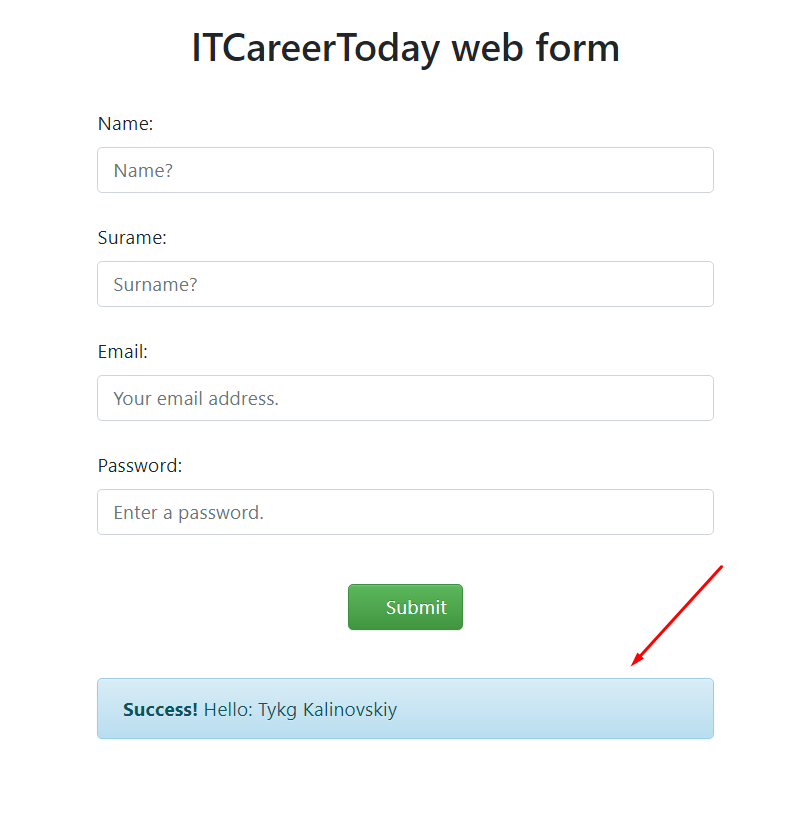 ITCareerToday web form
Name:
Name?
Surame:
Surname?
Email:
Your email address.
Password:
Enter a password.
Submit
Success! Hello: Tykg Kalinovskiy